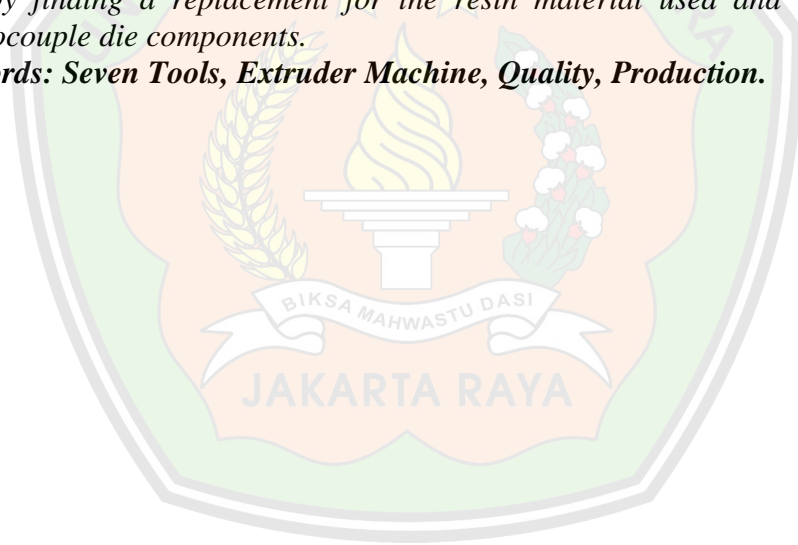 by finding a replacement for the resin material used and
ocouple die components.
rds: Seven Tools, Extruder Machine, Quality, Production.
BIKSA MAHWASTU DASI
JAKARTA RAYA